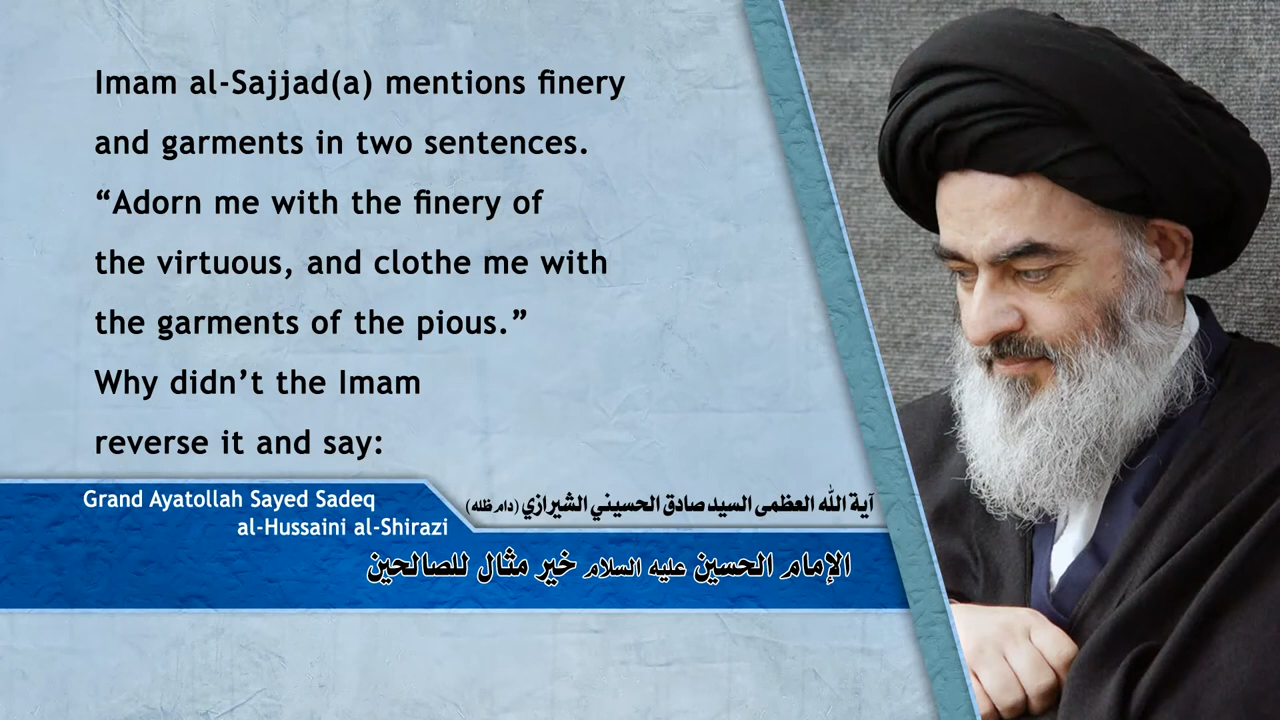 Imam al-Sajjad(a) mentions finery
and garments in two sentences.
“Adorn me with the finery of
the virtuous, and clothe me with
the garments of the pious.”
Why didn’t the Imam
reverse it and say:
Grand Ayatollah Sayed Sadeq
al-Hussaini al-Shirazi
آية الله العظمى السيد صادق الحسيني الشيرازي (دام ظله)
الإمام الحسين عليه السلام خير مثال للصالحين